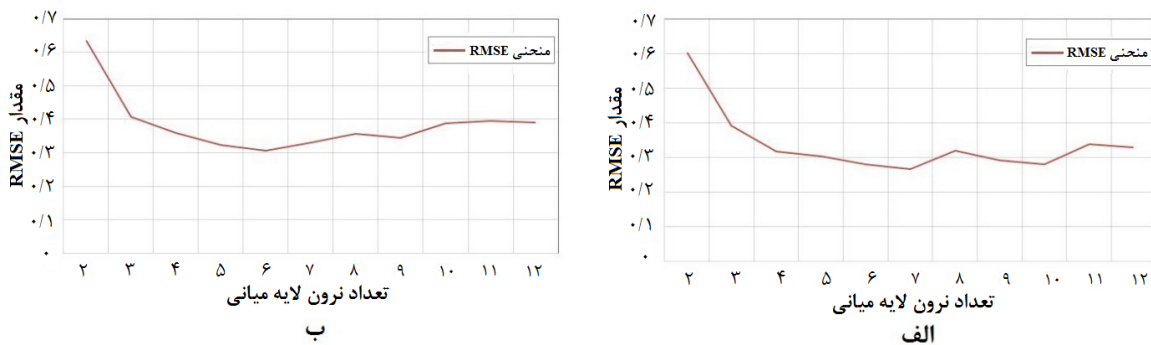 ۰/۷
۰/۶
۰/۵
۰/۴
۰/۳
۰/۲
۰/۱
۰
مقدار RMSE
منحنی RMSE
۲ ۳ ۴ ۵ ۶ ۷ ۸ ۹ ۱۰ ۱۱ ۱۲
تعداد نرون لایه میانی
الف
۰/۷
۰/۶
۰/۵
۰/۴
۰/۳
۰/۲
۰/۱
۰
مقدار RMSE
منحنی RMSE
۲ ۳ ۴ ۵ ۶ ۷ ۸ ۹ ۱۰ ۱۱ ۱۲
تعداد نرون لایه میانی
ب